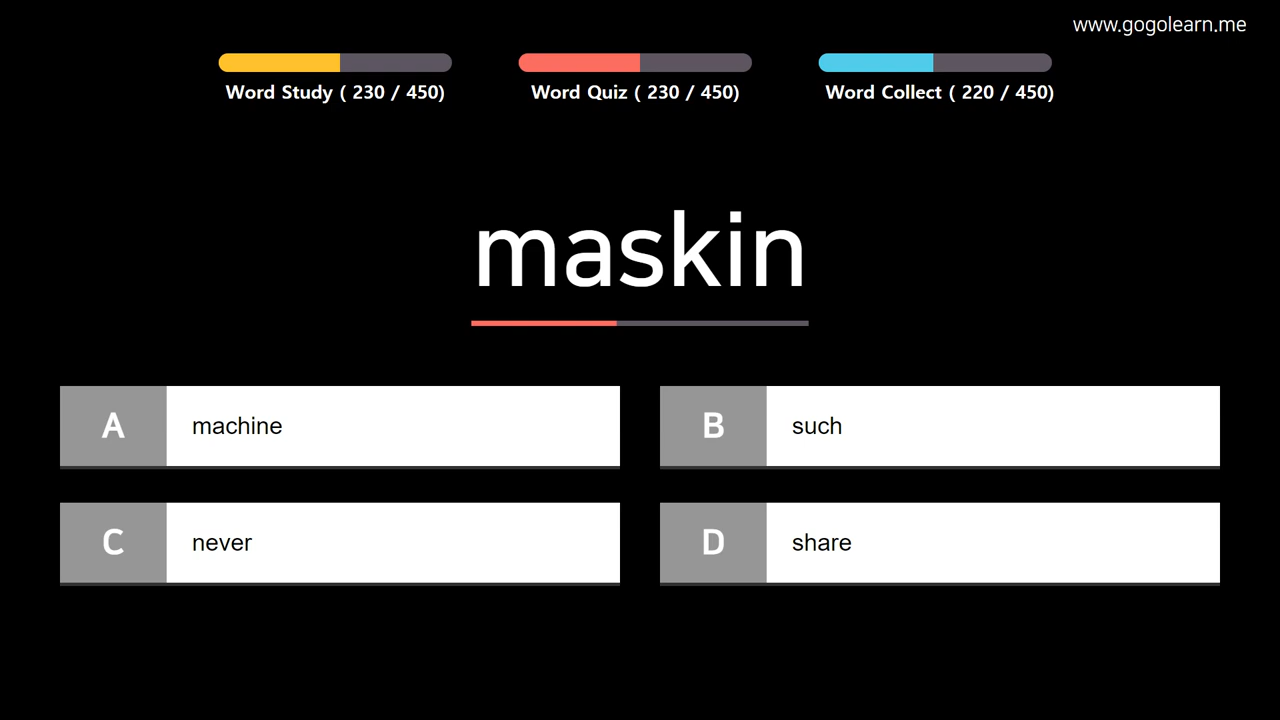 www.gogolearn.me
Word Study ( 230 / 450)
Word Quiz ( 230 / 450)
Word Collect ( 220 / 450)
maskin
A machine
B such
C never
D share